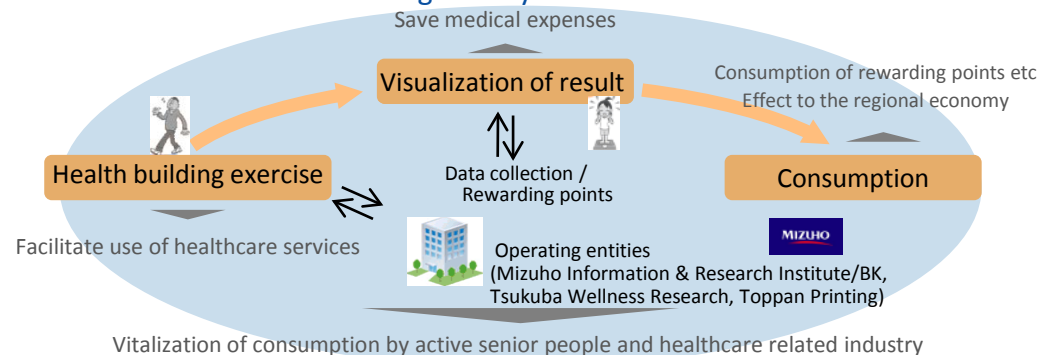 Save medical expenses
Visualization of result
Consumption of rewarding points etc
Effect to the regional economy
Health building exercise
Data collection /
Rewarding points
Consumption
Facilitate use of healthcare services
MIZUHO
Operating entities
(Mizuho Information & Research Institute/BK,
Tsukuba Wellness Research, Toppan Printing)
Vitalization of consumption by active senior people and healthcare related industry